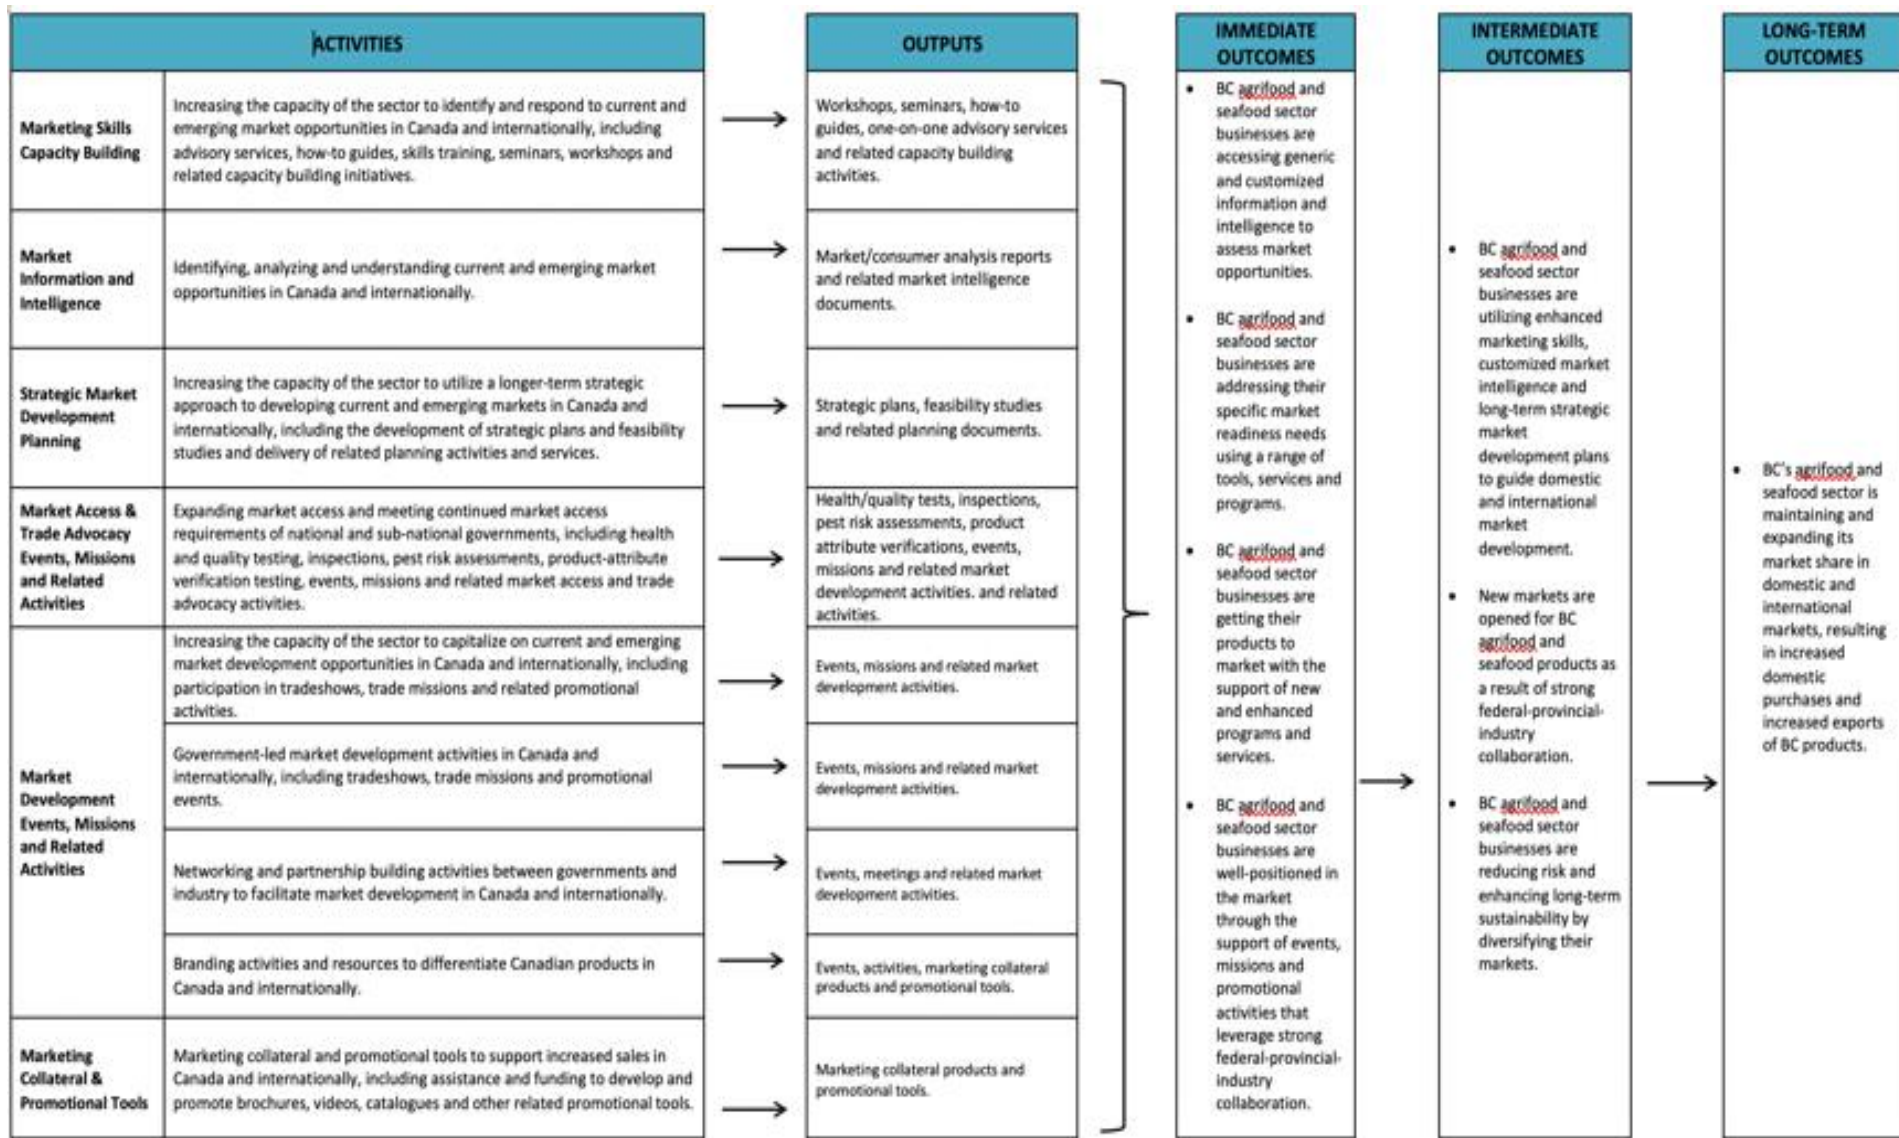 ACTIVITIES
OUTPUTS
IMMEDIATE
OUTCOMES
INTERMEDIATE
OUTCOMES
LONG-TERM
OUTCOMES
Marketing Skills
Capacity Building
Increasing the capacity of the sector to identify and respond to current and
emerging market opportunities in Canada and internationally, including
advisory services, how-to guides, skills training, seminars, workshops and
related capacity building initiatives.
Workshops, seminars, how-to
guides, one-on-one advisory services
and related capacity building
activities.
Market
Information and
Intelligence
Identifying, analyzing and understanding current and emerging market
opportunities in Canada and internationally.
Market/consumer analysis reports
and related market intelligence
documents.
Strategic Market
Development
Planning
Increasing the capacity of the sector to utilize a longer-term strategic
approach to developing current and emerging markets in Canada and
internationally, including the development of strategic plans and feasibility
studies and delivery of related planning activities and services.
Strategic plans, feasibility studies
and related planning documents.
Market Access &
Trade Advocacy
Events, Missions
and Related
Activities
Expanding market access and meeting continued market access
requirements of national and sub-national governments, including health
and quality testing, inspections, pest risk assessments, product-attribute
verification testing, events, missions and related market access and trade
advocacy activities.
Health/quality tests, inspections,
pest risk assessments, product
attribute verifications, events,
missions and related market
development activities. and related
activities.
Market
Development
Events, Missions
and Related
Activities
Increasing the capacity of the sector to capitalize on current and emerging
market development opportunities in Canada and internationally, including
participation in tradeshows, trade missions and related promotional
activities.
Events, missions and related market
development activities.
Government-led market development activities in Canada and
internationally, including tradeshows, trade missions and promotional
events.
Events, missions and related market
development activities.
Networking and partnership building activities between governments and
industry to facilitate market development in Canada and internationally.
Events, meetings and related market
development activities.
Branding activities and resources to differentiate Canadian products in
Canada and internationally.
Events, activities, marketing collateral
products and promotional tools.
Marketing
Collateral &
Promotional Tools
Marketing collateral and promotional tools to support increased sales in
Canada and internationally, including assistance and funding to develop and
promote brochures, videos, catalogues and other related promotional tools.
Marketing collateral products and
promotional tools.
• BC agrifood and
seafood sector
businesses are
accessing generic
and customized
information and
intelligence to
assess market
opportunities.
• BC agrifood and
seafood sector
businesses are
addressing their
specific market
readiness needs
using a range of
tools, services and
programs.
• BC agrifood and
seafood sector
businesses are
getting their
products to
market with the
support of new
and enhanced
programs and
services.
• BC agrifood and
seafood sector
businesses are
well-positioned in
the market
through the
support of events,
missions and
promotional
activities that
leverage strong
federal-provincial-
industry
collaboration.
• BC agrifood and
seafood sector
businesses are
utilizing enhanced
marketing skills,
customized market
intelligence and
long-term strategic
market
development plans
to guide domestic
and international
market
development.
• New markets are
opened for BC
agrifood and
seafood products as
a result of strong
federal-provincial-
industry
collaboration.
• BC agrifood and
seafood sector
businesses are
reducing risk and
enhancing long-term
sustainability by
diversifying their
markets.
• BC's agrifood and
seafood sector is
maintaining and
expanding its
market share in
domestic and
international
markets, resulting
in increased
domestic
purchases and
increased exports
of BC products.